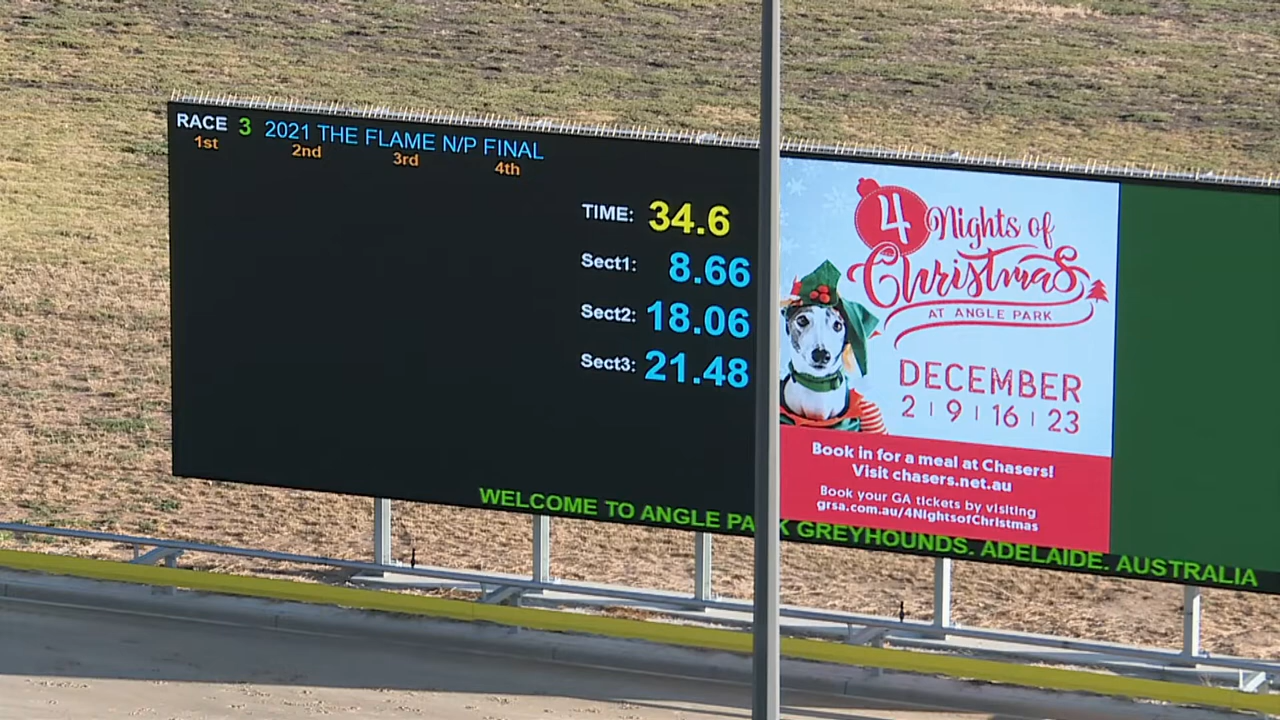 RACE 3 2021 THE FLAME N/P FINAL
1st 2nd 3rd 4th
TIME: 34.6
Sect1: 8.66
Sect2: 18.06
Sect3: 21.48
4 Nights of
Christmas
AT ANGLE PARK
DECEMBER
2 | 9 | 16 | 23
Book in for a meal at Chasers!
Visit chasers.net.au
Book your GA tickets by visiting
grsa.com.au/4NightsofChristmas
WELCOME TO ANGLE PARK GREYHOUNDS. ADELAIDE. AUSTRALIA